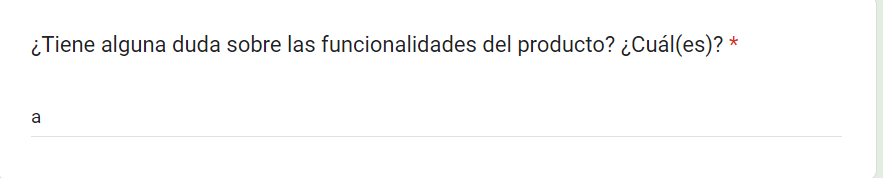 ¿Tiene alguna duda sobre las funcionalidades del producto? ¿Cuál(es)? *
a